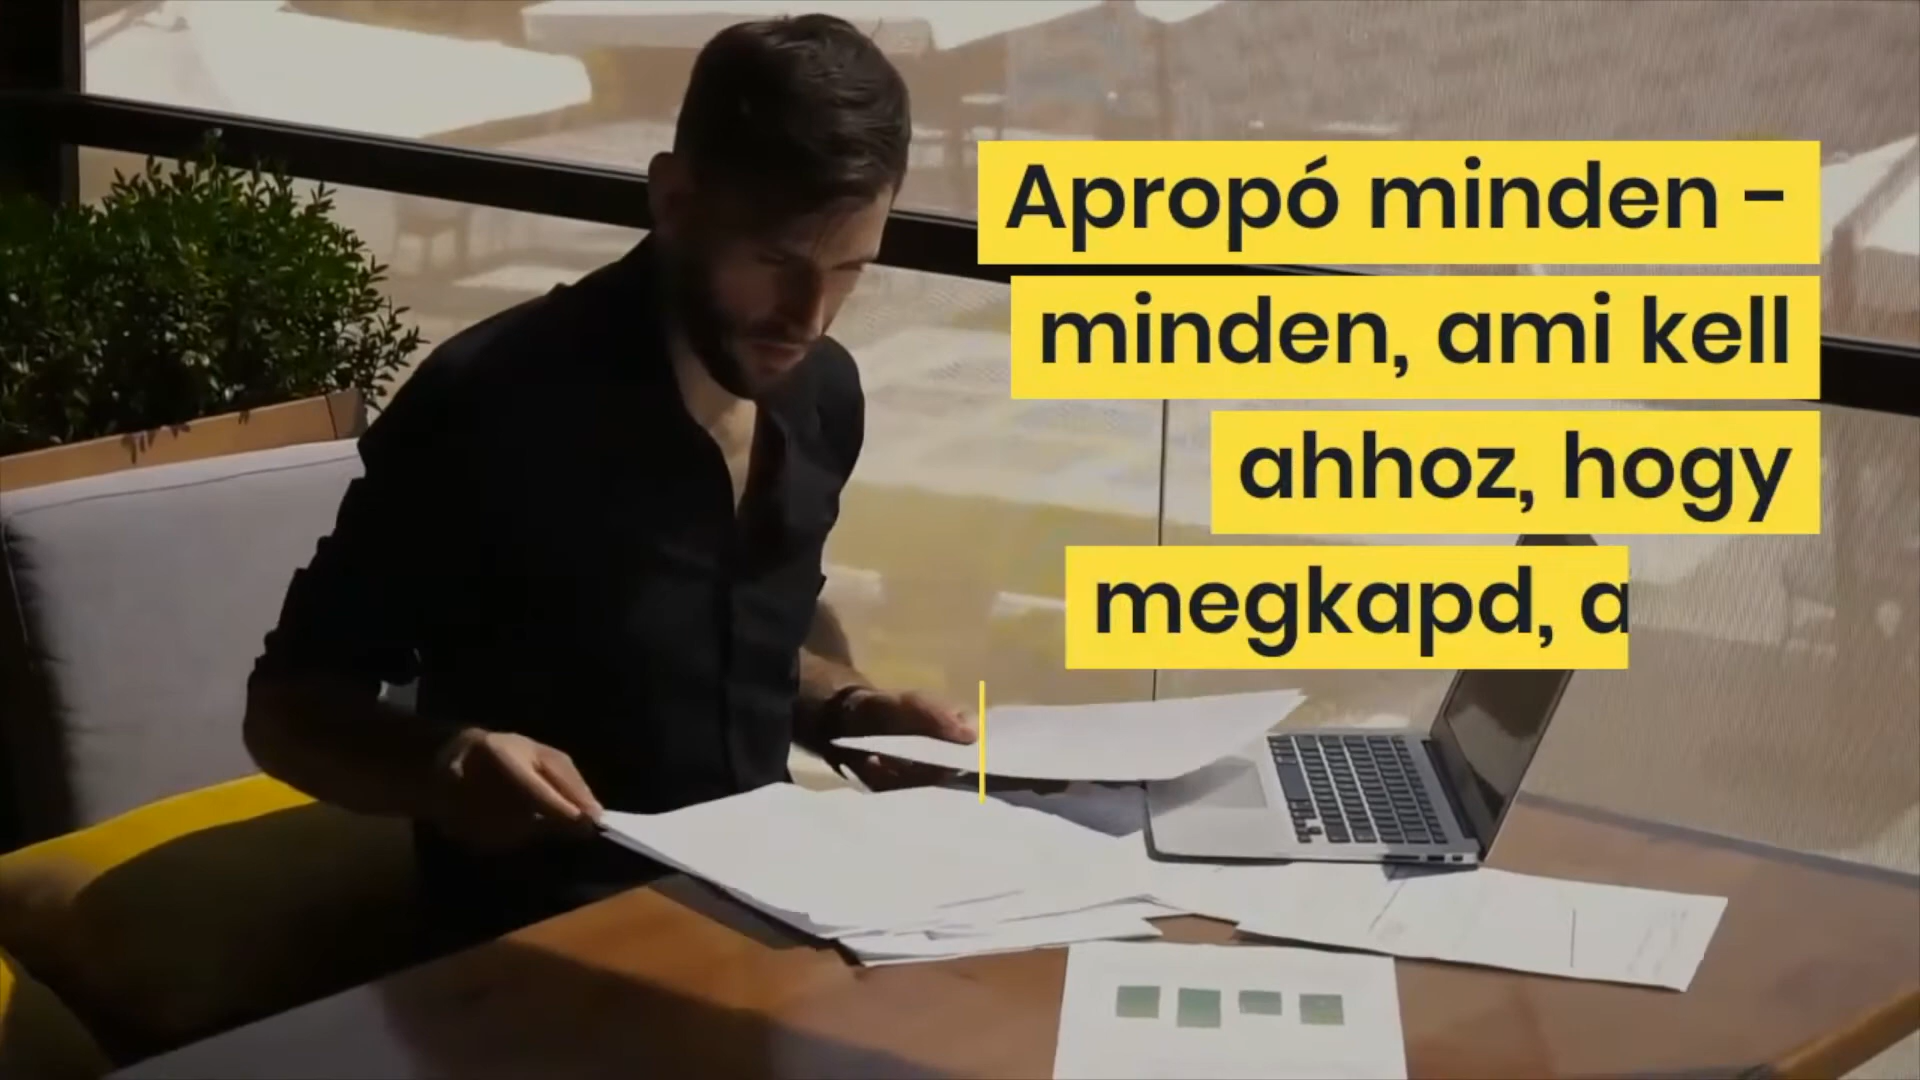 Apropó minden -
minden, ami kell
ahhoz, hogy
megkapd, a